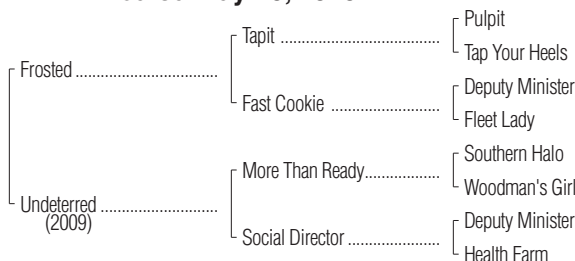 Pulpit
Tapit ........................................
Tap Your Heels
Frosted ....................................
Deputy Minister
Fast Cookie ...........................
Fleet Lady
Southern Halo
More Than Ready...................
Woodman's Girl
Undeterred .............................
(2009)
Deputy Minister
Social Director .......................
Health Farm